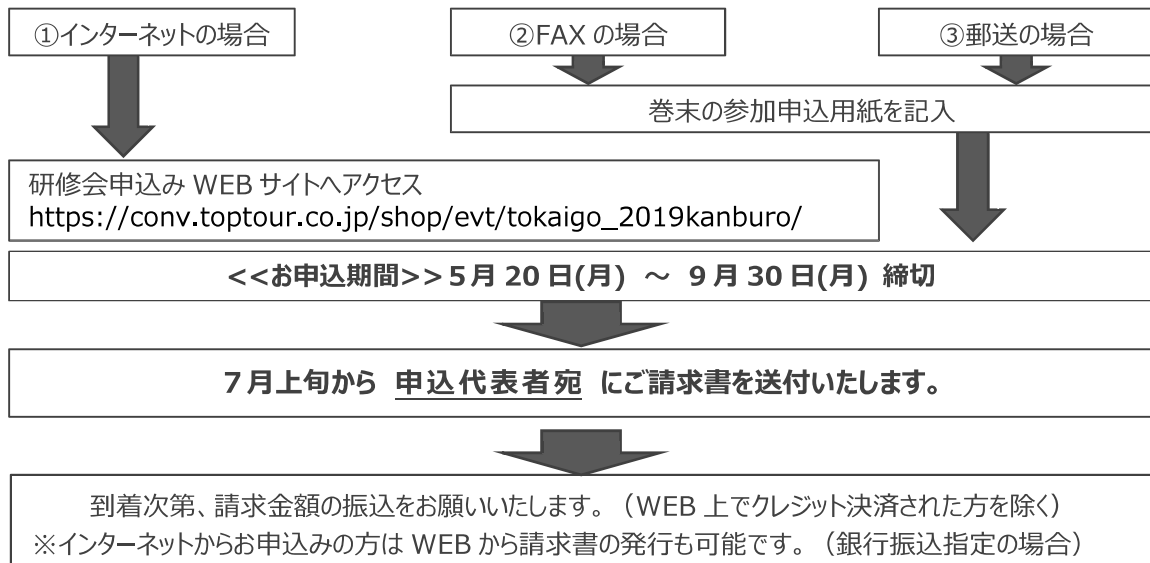 ①インターネットの場合
②FAX の場合
③郵送の場合
巻末の参加申込用紙を記入
研修会申込み WEB サイトへアクセス
https://conv.toptour.co.jp/shop/evt/tokaigo_2019kanburo/
<<お申込期間>>5月 20 日(月) ～ 9月 30 日(月) 締切
7月上旬から 申込代表者宛 にご請求書を送付いたします。
到着次第、請求金額の振込をお願いいたします。（WEB 上でクレジット決済された方を除く）
※インターネットからお申込みの方は WEB から請求書の発行も可能です。（銀行振込指定の場合）